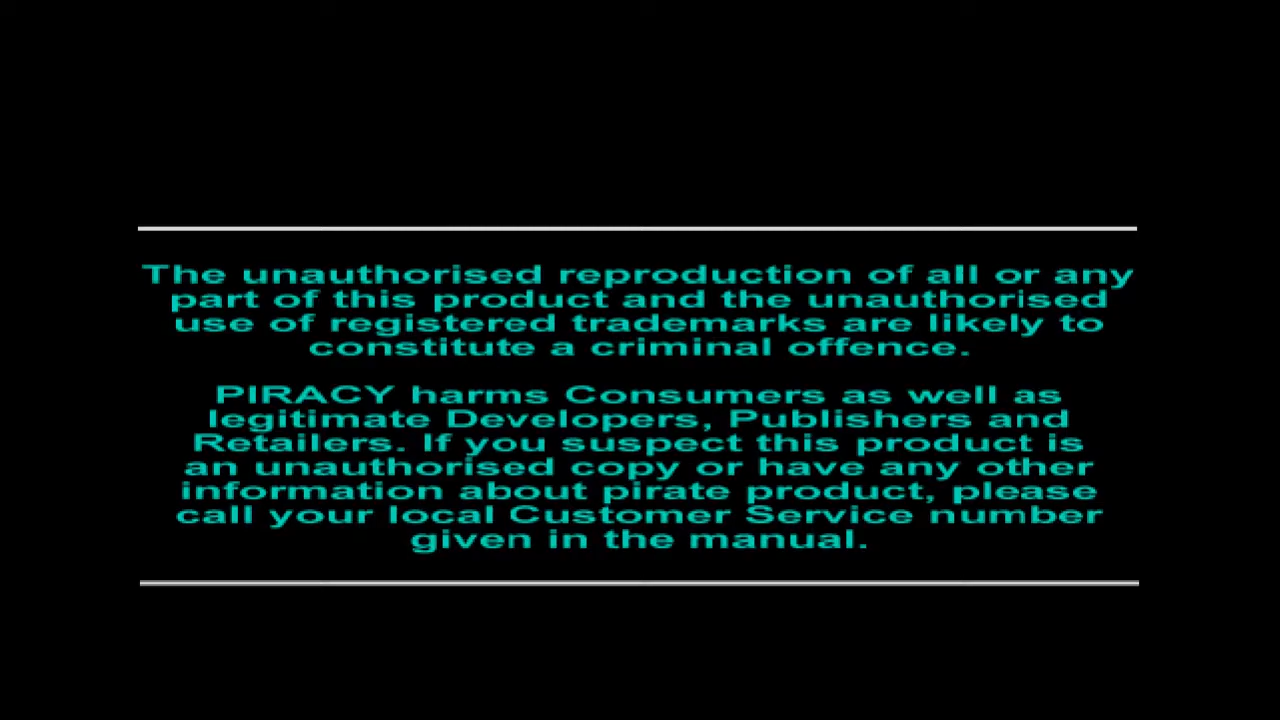 The unauthorised reproduction of all or any
part of this product and the unauthorised
use of registered trademarks are likely to
constitute a criminal offence.
PIRACY harms Consumers as well as
legitimate Developers, Publishers and
Retailers. If you suspect this product is
an unauthorised copy or have any other
information about pirate product, please
call your local Customer Service number
given in the manual.